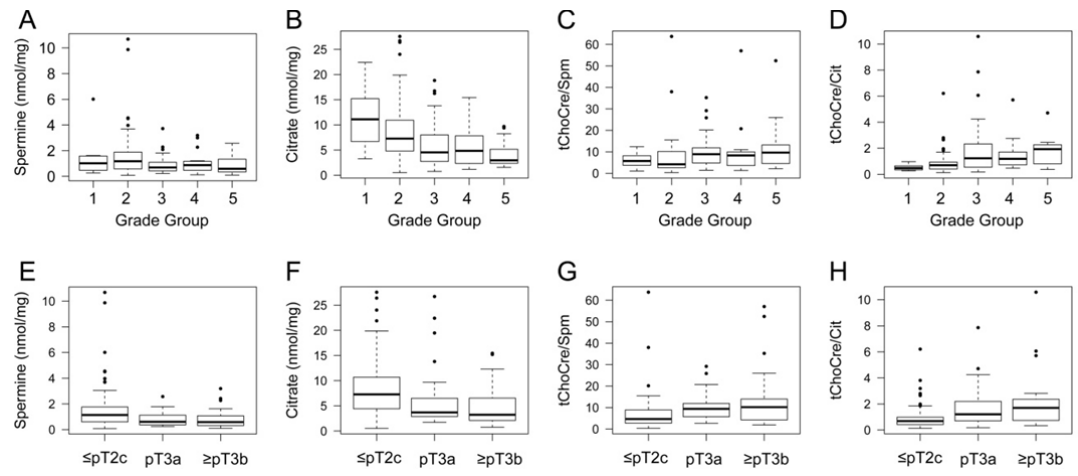 A
Spermine (nmol/mg)
10
8
6
4
2
0
1 2 3 4 5
Grade Group
B
Citrate (nmol/mg)
25
20
15
10
5
0
1 2 3 4 5
Grade Group
C
tChoCre/Spm
60
50
40
30
20
10
0
1 2 3 4 5
Grade Group
D
tChoCre/Cit
10
8
6
4
2
0
1 2 3 4 5
Grade Group
E
Spermine (nmol/mg)
10
8
6
4
2
0
≤pT2c pT3a ≥pT3b
F
Citrate (nmol/mg)
25
20
15
10
5
0
≤pT2c pT3a ≥pT3b
G
tChoCre/Spm
60
50
40
30
20
10
0
≤pT2c pT3a ≥pT3b
H
tChoCre/Cit
10
8
6
4
2
0
≤pT2c pT3a ≥pT3b